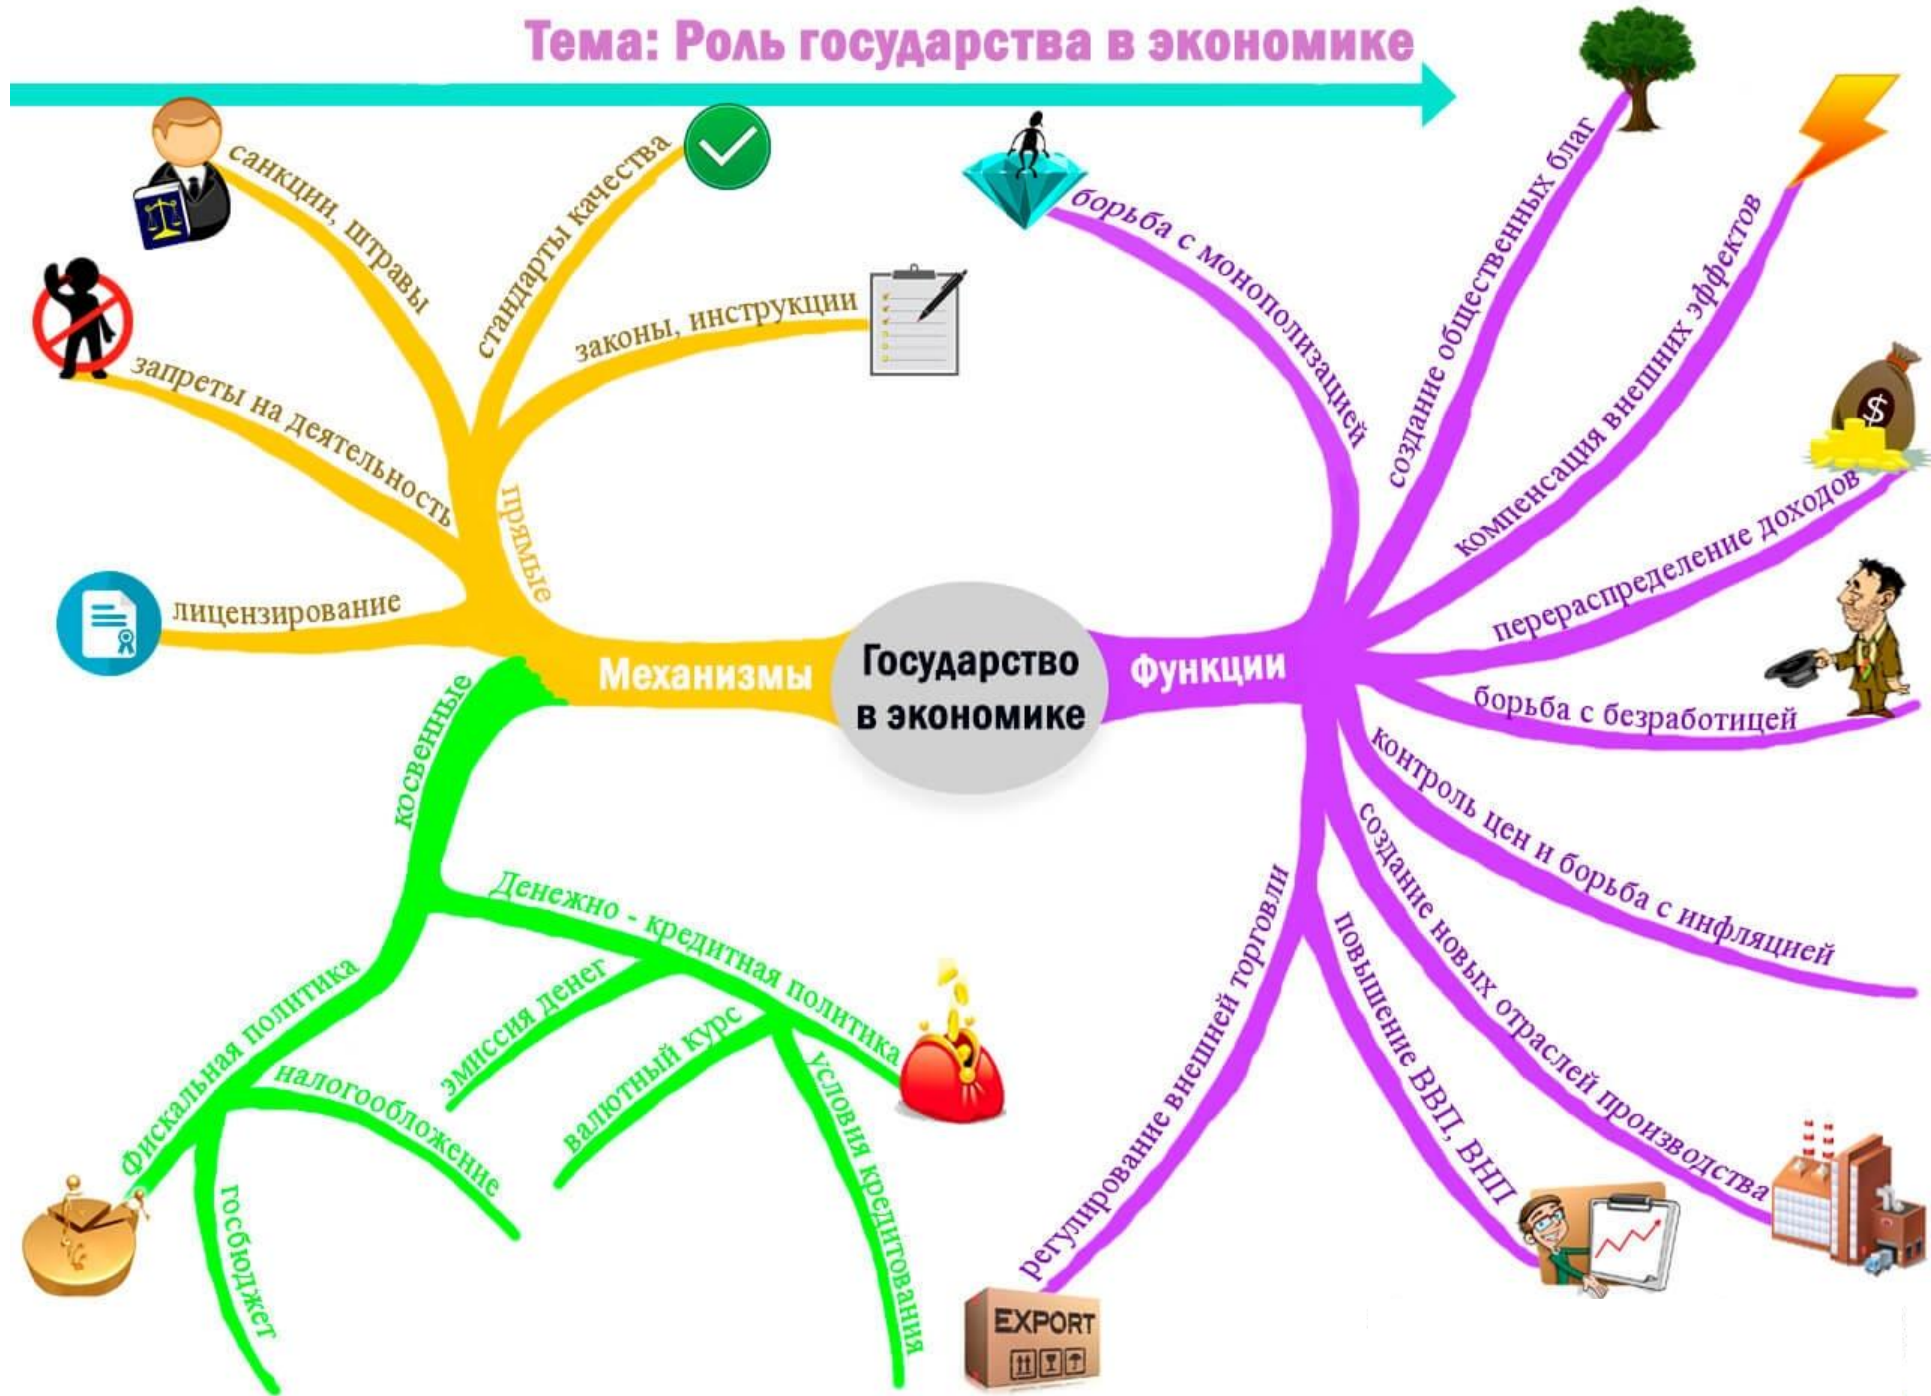 Тема: Роль государства в экономике
Государство
в экономике
Механизмы
прямые
санкции, штравы
стандарты качества
законы, инструкции
запреты на деятельность
лицензирование
косвенные
Денежно - кредитная политика
эмиссия денег
валютный курс
условия кредитования
Фискальная политика
налогообложение
госбюджет
Функции
борьба с монополизацией
создание общественных благ
компенсация внешних эффектов
перераспределение доходов
борьба с безработицей
контроль цен и борьба с инфляцией
создание новых отраслей производства
повышение ВВП, ВНП
регулирование внешней торговли
$
EXPORT